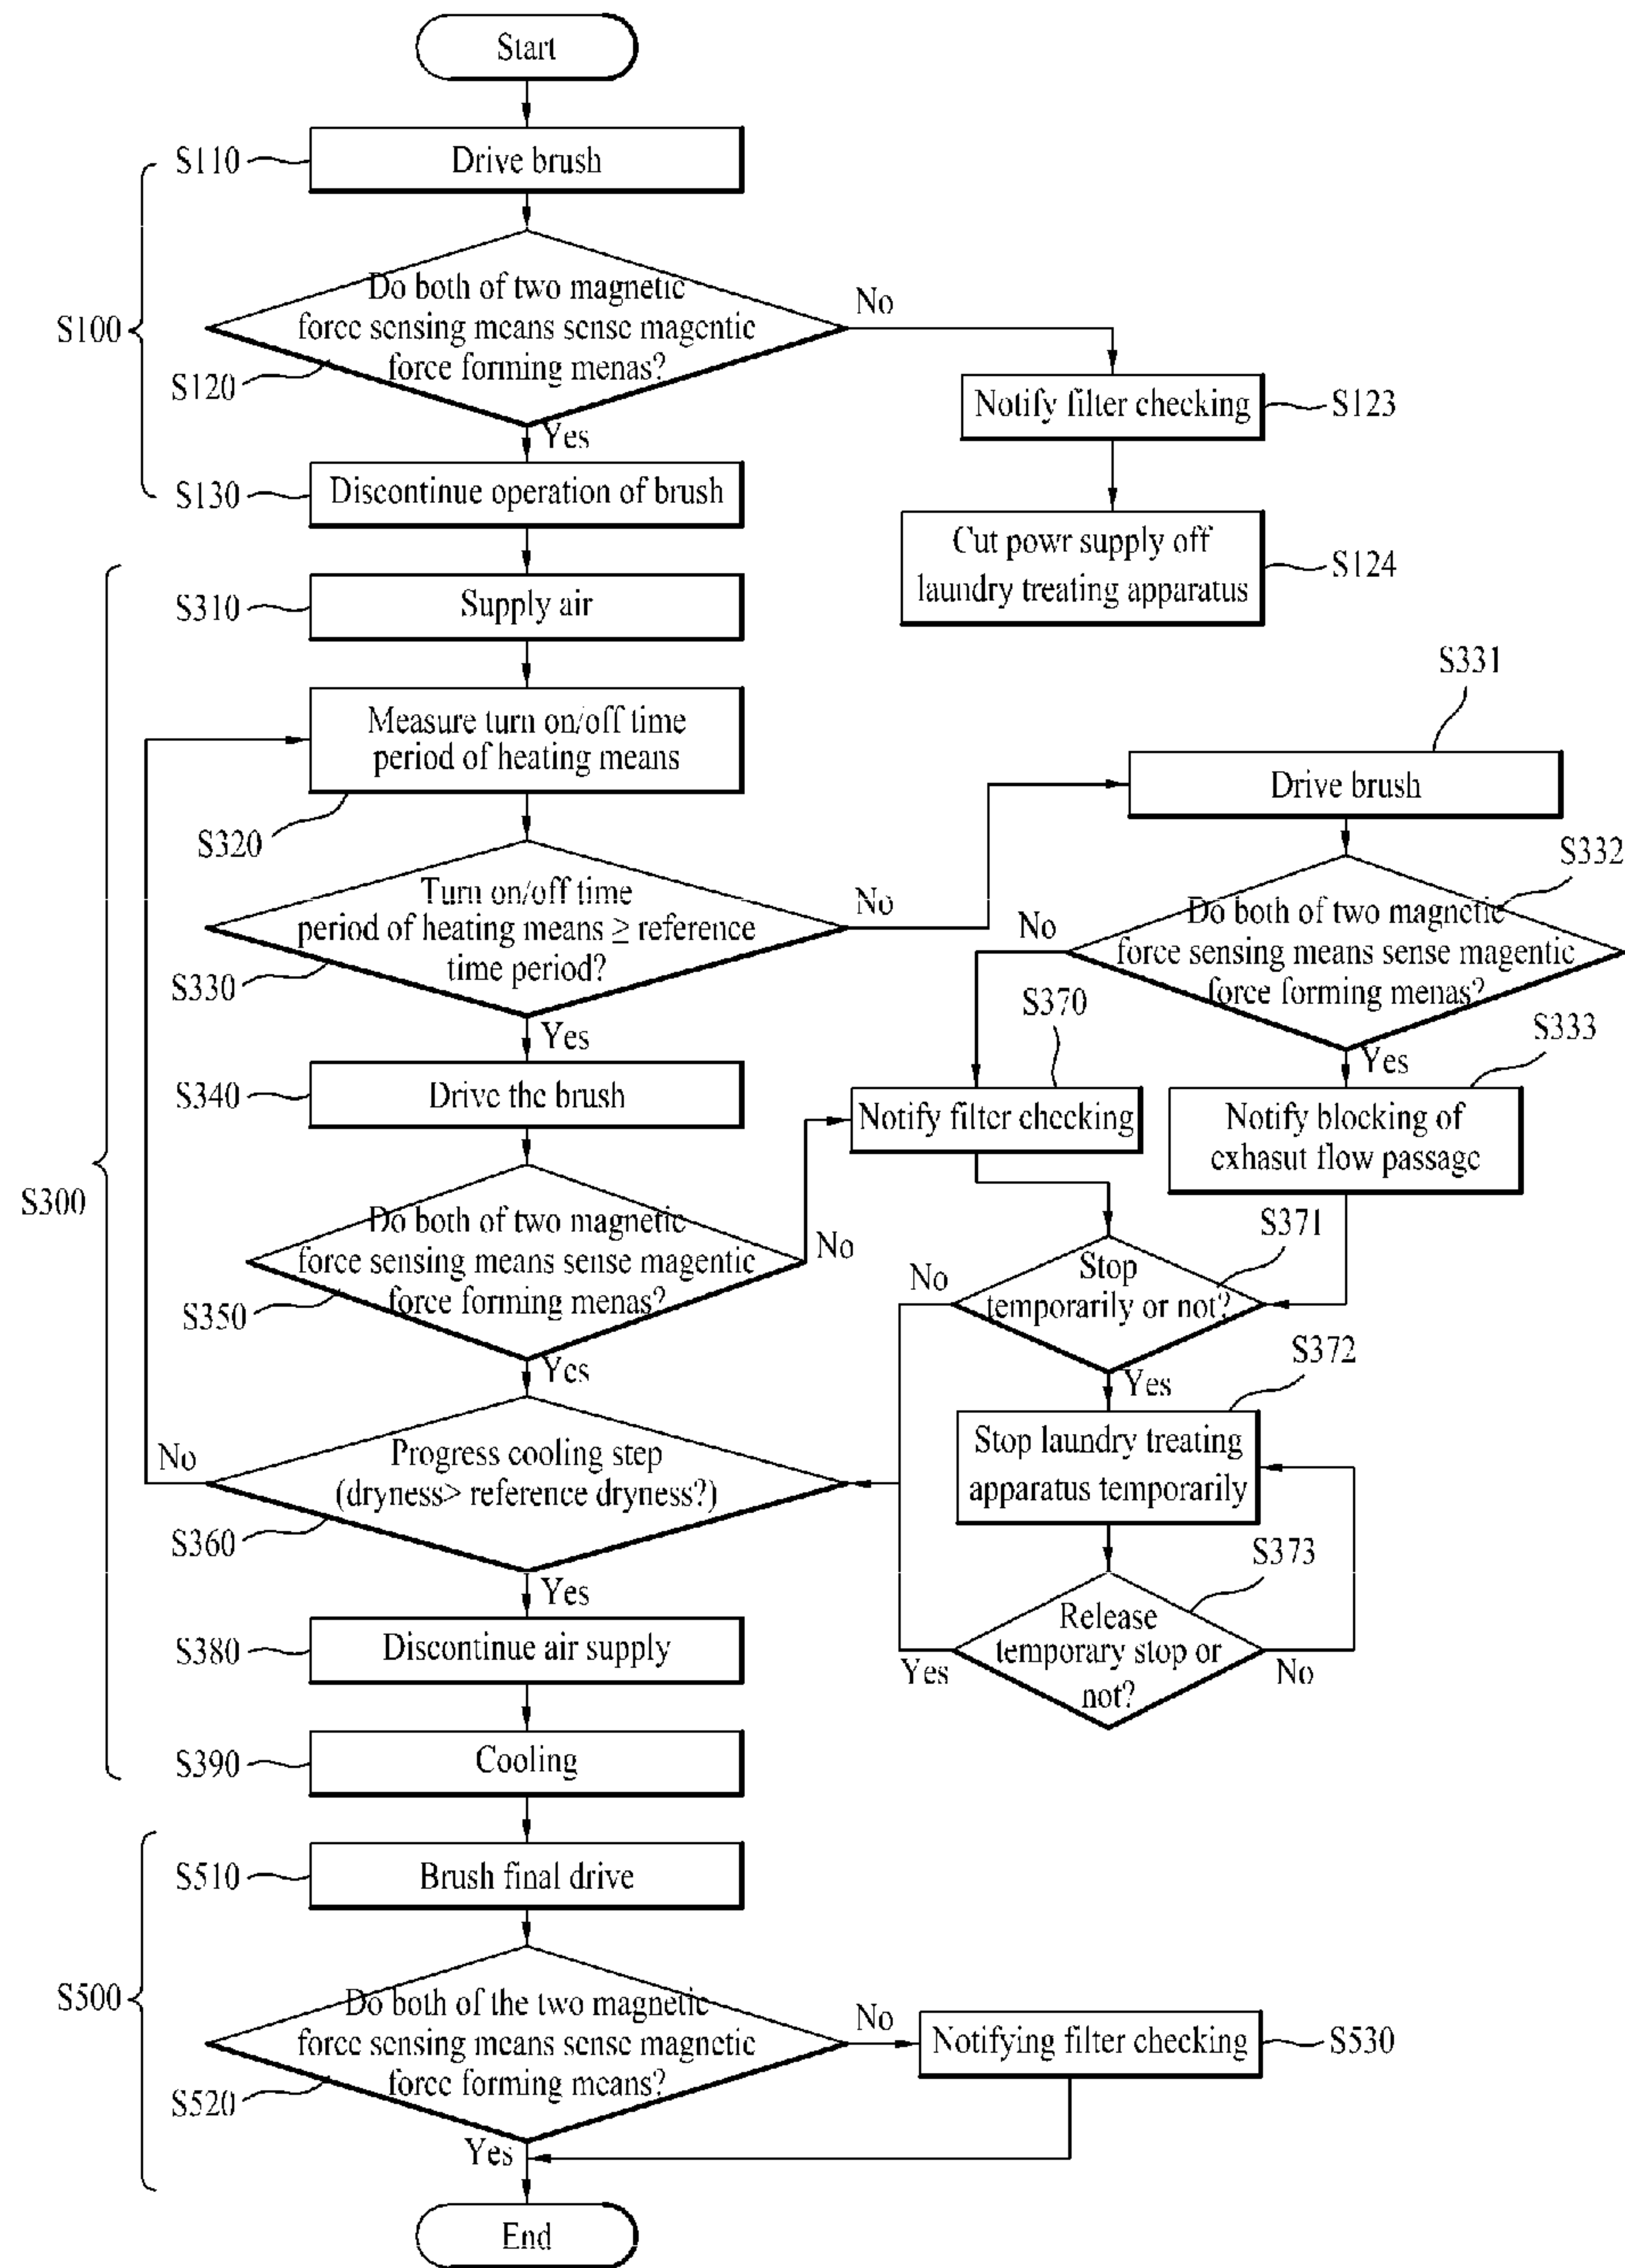 Start
S110
Drive brush
S100
Do both of two magnetic
force sensing means sense magentic
force forming menas?
S120
No
Yes
Notify filter checking
S123
S130
Discontinue operation of brush
Cut powr supply off
laundry treating apparatus
S124
S310
Supply air
S331
Measure turn on/off time
period of heating means
S320
Drive brush
S332
Turn on/off time
period of heating means ≥ reference
time period?
S330
No
Yes
Do both of two magnetic
force sensing means sense magentic
force forming menas?
No
Yes
S370
S333
S340
Drive the brush
Notify filter checking
Notify blocking of
exhasut flow passage
S300
Do both of two magnetic
force sensing means sense magentic
force forming menas?
S350
No
Yes
S371
Stop
temporarily or not?
No
Yes
S372
Progress cooling step
(dryness> reference dryness?)
S360
No
Yes
Stop laundry treating
apparatus temporarily
S373
Release
temporary stop or
not?
Yes
No
S380
Discontinue air supply
S390
Cooling
S510
Brush final drive
S500
Do both of the two magnetic
force sensing means sense magnetic
force forming means?
S520
No
Notifying filter checking
S530
Yes
End